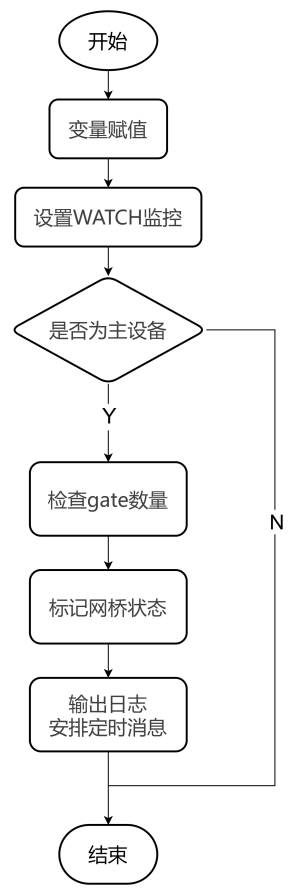 开始
变量赋值
设置WATCH监控
是否为主设备
Y
检查gate数量
N
标记网桥状态
输出日志
安排定时消息
结束